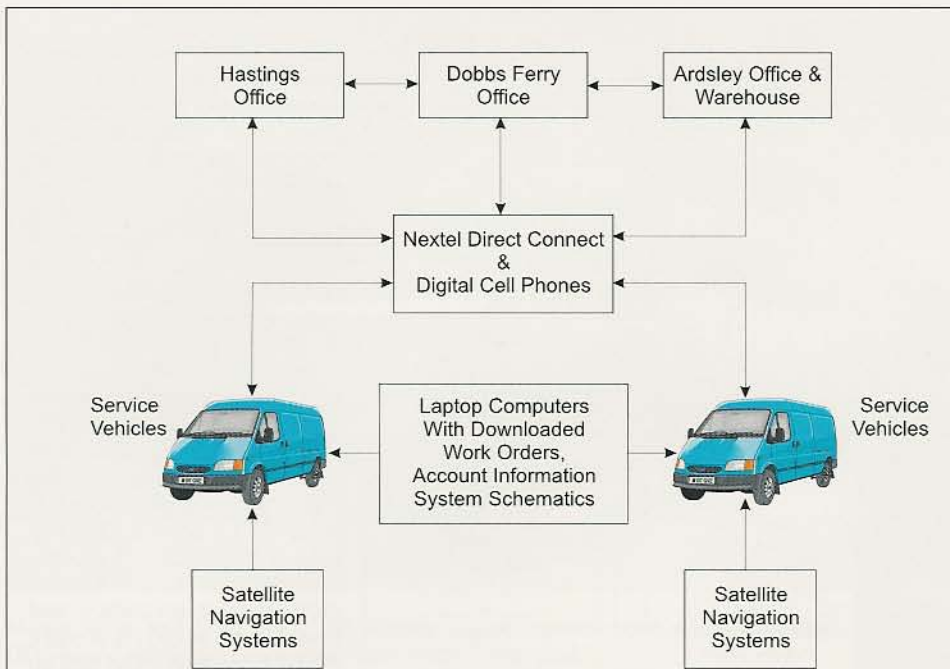 Hastings
Office
Dobbs Ferry
Office
Ardsley Office &
Warehouse
Nextel Direct Connect
&
Digital Cell Phones
Service
Vehicles
Laptop Computers
With Downloaded
Work Orders,
Account Information
System Schematics
Service
Vehicles
Satellite
Navigation
Systems
Satellite
Navigation
Systems